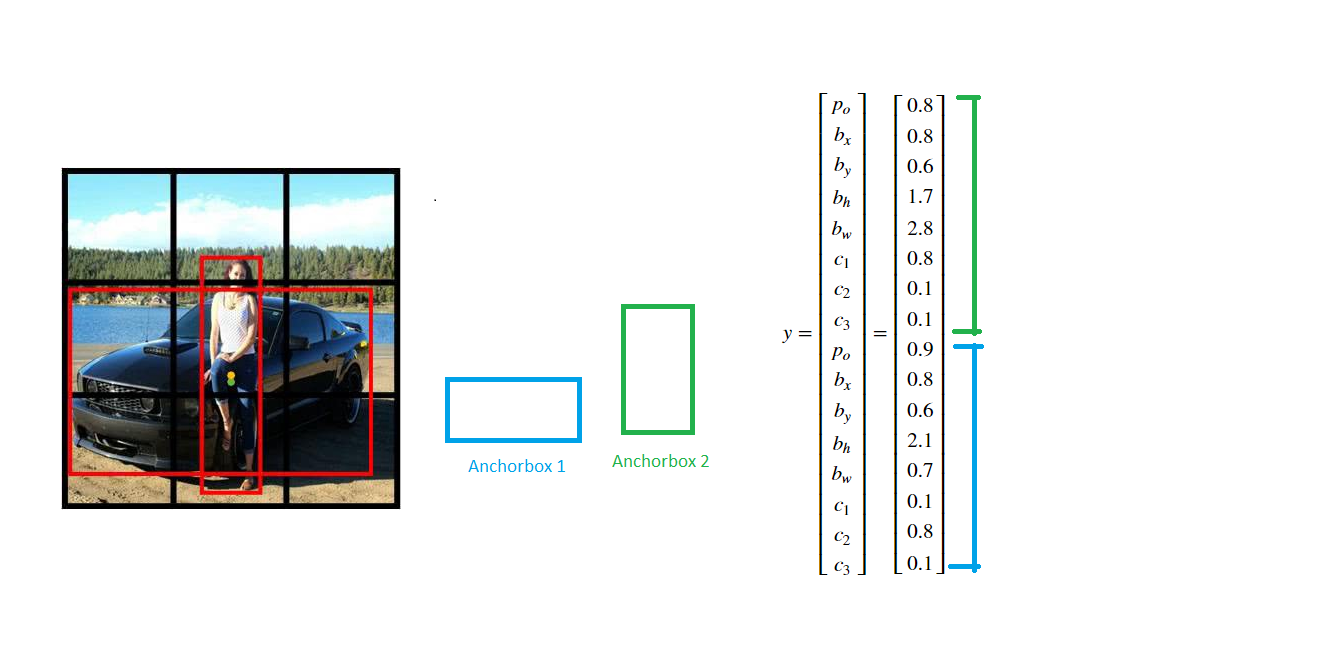 Anchorbox 1
Anchorbox 2
y = [ p_o ] = [ 0.8 ]
b_x 0.8
b_y 0.6
b_h 1.7
b_w 2.8
c_1 0.8
c_2 0.1
c_3 0.1
p_o 0.9
b_x 0.8
b_y 0.6
b_h 2.1
b_w 0.7
c_1 0.1
c_2 0.8
c_3 0.1